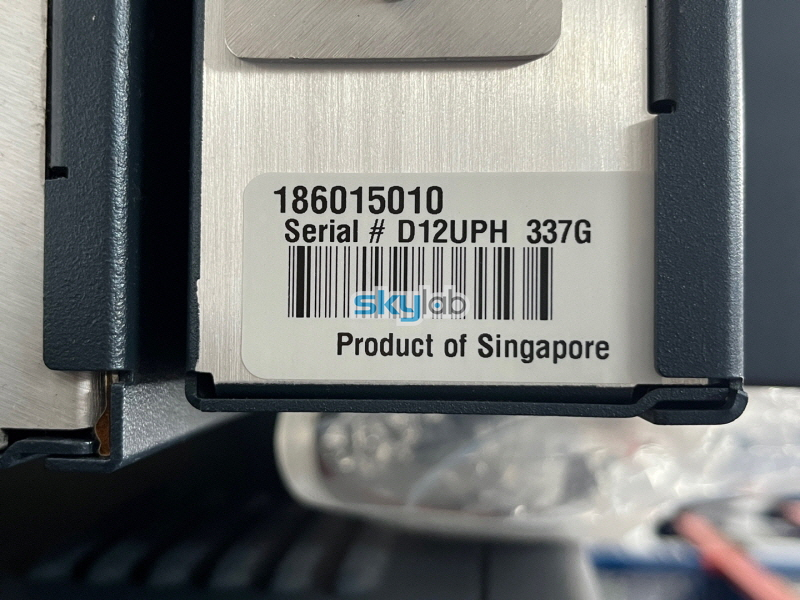 186015010
Serial # D12UPH 337G
skylab
Product of Singapore